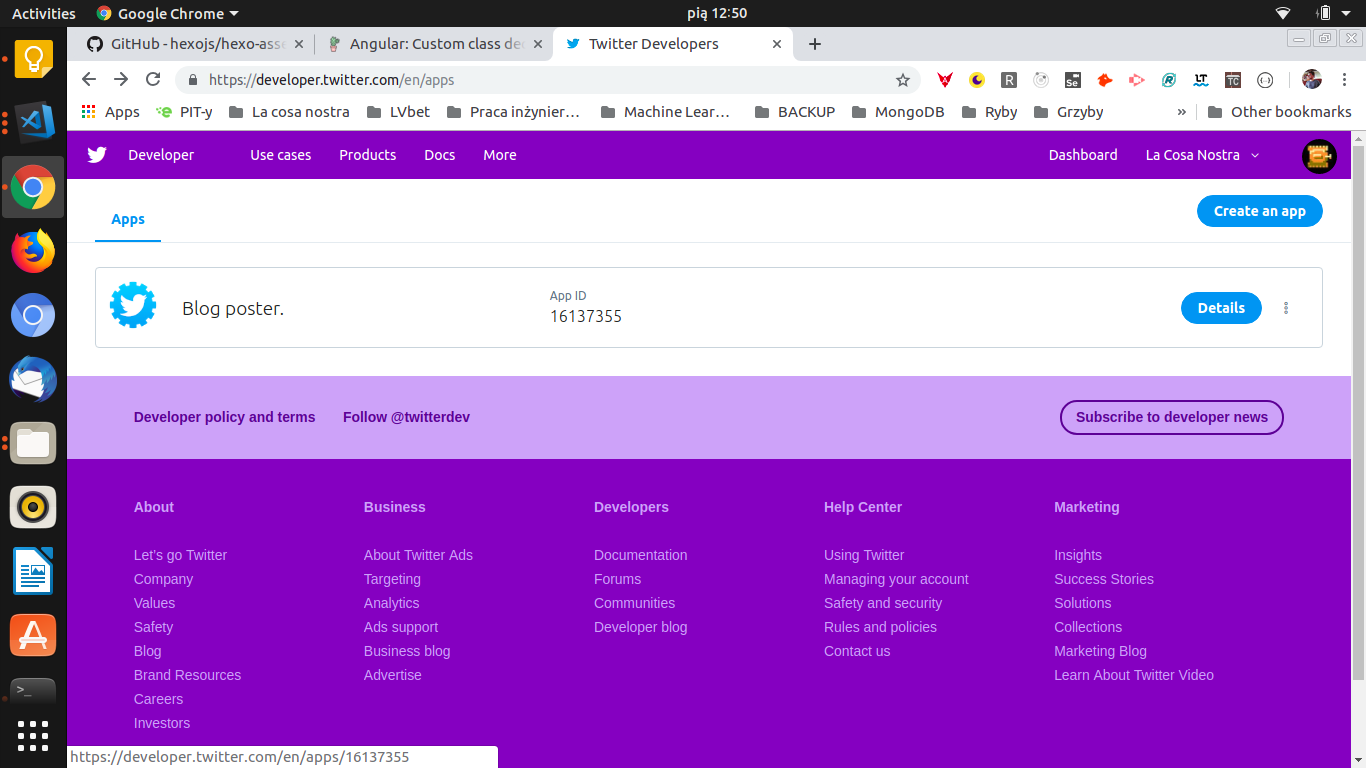 Activities Google Chrome pią 12:50
GitHub - hexojs/hexo-ass Angular: Custom class de Twitter Developers
https://developer.twitter.com/en/apps
Apps PIT-y La cosa nostra LVbet Praca inżynier… Machine Lear… BACKUP MongoDB Ryby Grzyby » Other bookmarks
Developer Use cases Products Docs More Dashboard La Cosa Nostra
Apps Create an app
App ID
Blog poster. 16137355 Details
Developer policy and terms Follow @twitterdev Subscribe to developer news
About Business Developers Help Center Marketing
Let's go Twitter About Twitter Ads Documentation Using Twitter Insights
Company Targeting Forums Managing your account Success Stories
Values Analytics Communities Safety and security Solutions
Safety Ads support Developer blog Rules and policies Collections
Blog Business blog Contact us Marketing Blog
Brand Resources Advertise Learn About Twitter Video
Careers
Investors
https://developer.twitter.com/en/apps/16137355